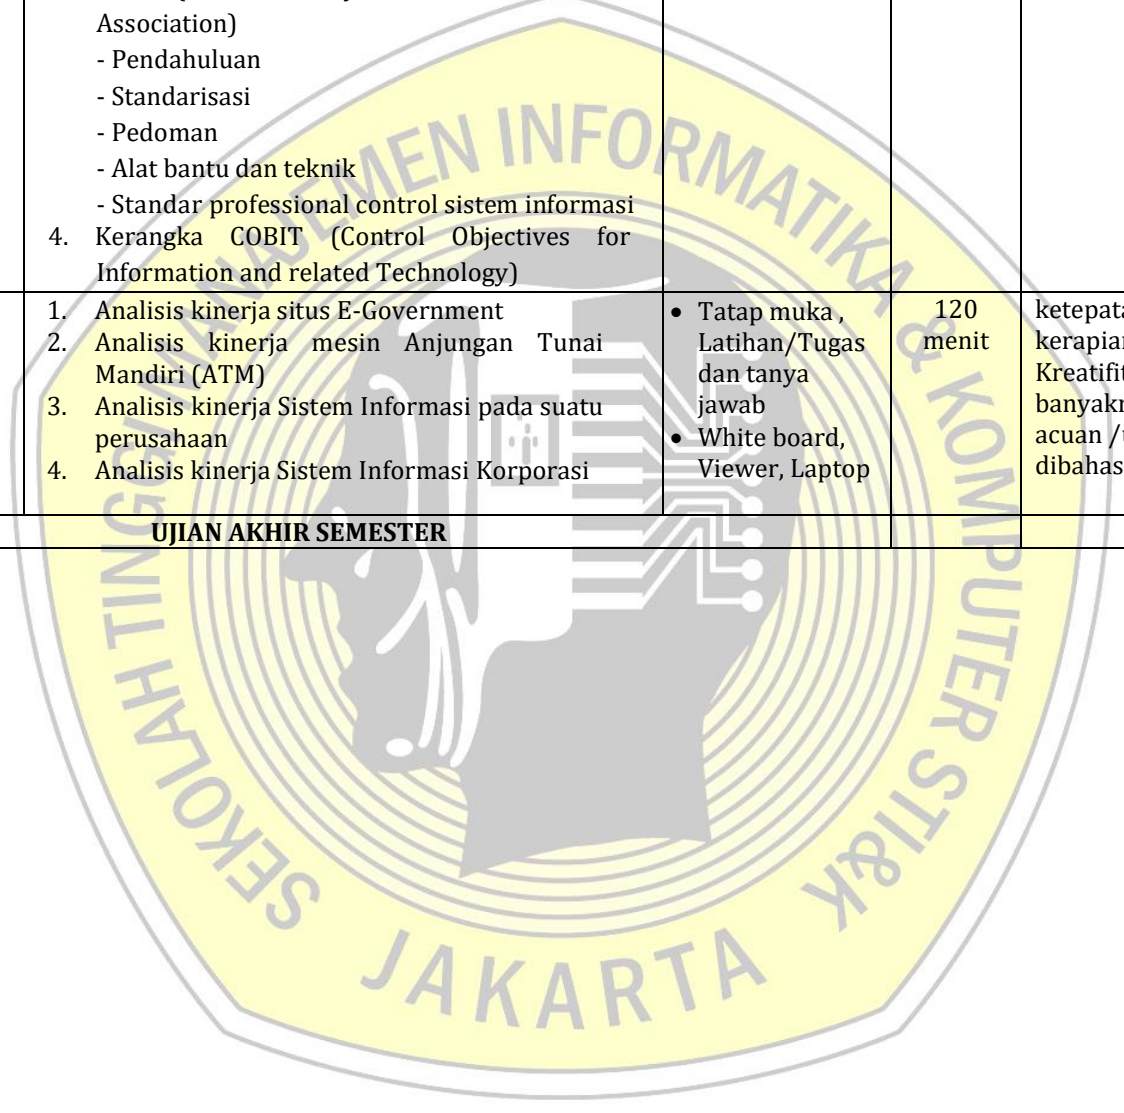 Association)
- Pendahuluan
- Standarisasi
- Pedoman
- Alat bantu dan teknik
- Standar professional control sistem informasi
4. Kerangka COBIT (Control Objectives for
Information and related Technology)
1. Analisis kinerja situs E-Government
2. Analisis kinerja mesin Anjungan Tunai
Mandiri (ATM)
3. Analisis kinerja Sistem Informasi pada suatu
perusahaan
4. Analisis kinerja Sistem Informasi Korporasi
• Tatap muka ,
Latihan/Tugas
dan tanya
jawab
• White board,
Viewer, Laptop
120
menit
acuan
dibahas
UJIAN AKHIR SEMESTER
SEKOLAH TINGGI MANAJEMEN INFORMATIKA & KOMPUTER STI&K
JAKARTA